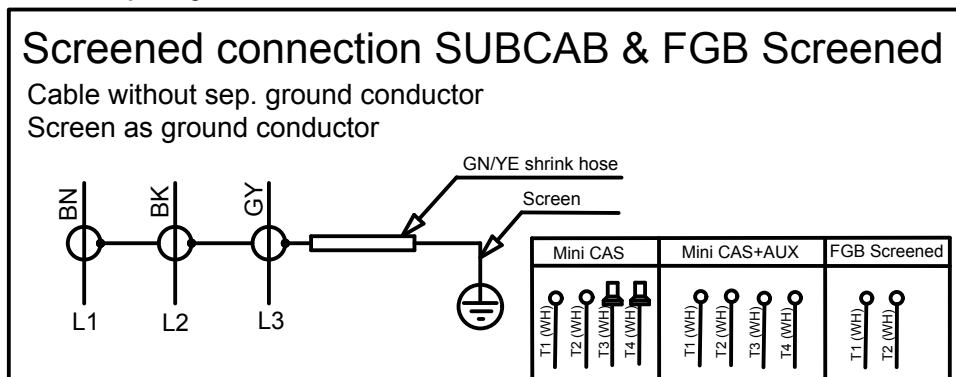 Screened connection SUBCAB & FGB Screened
Cable without sep. ground conductor
Screen as ground conductor
GN/YE shrink hose
Screen
BN
BK
GY
L1
L2
L3
Mini CAS
Mini CAS+AUX
FGB Screened
T1 (WH)
T2 (WH)
T3 (WH)
T4 (WH)
T1 (WH)
T2 (WH)
T3 (WH)
T4 (WH)
T1 (WH)
T2 (WH)